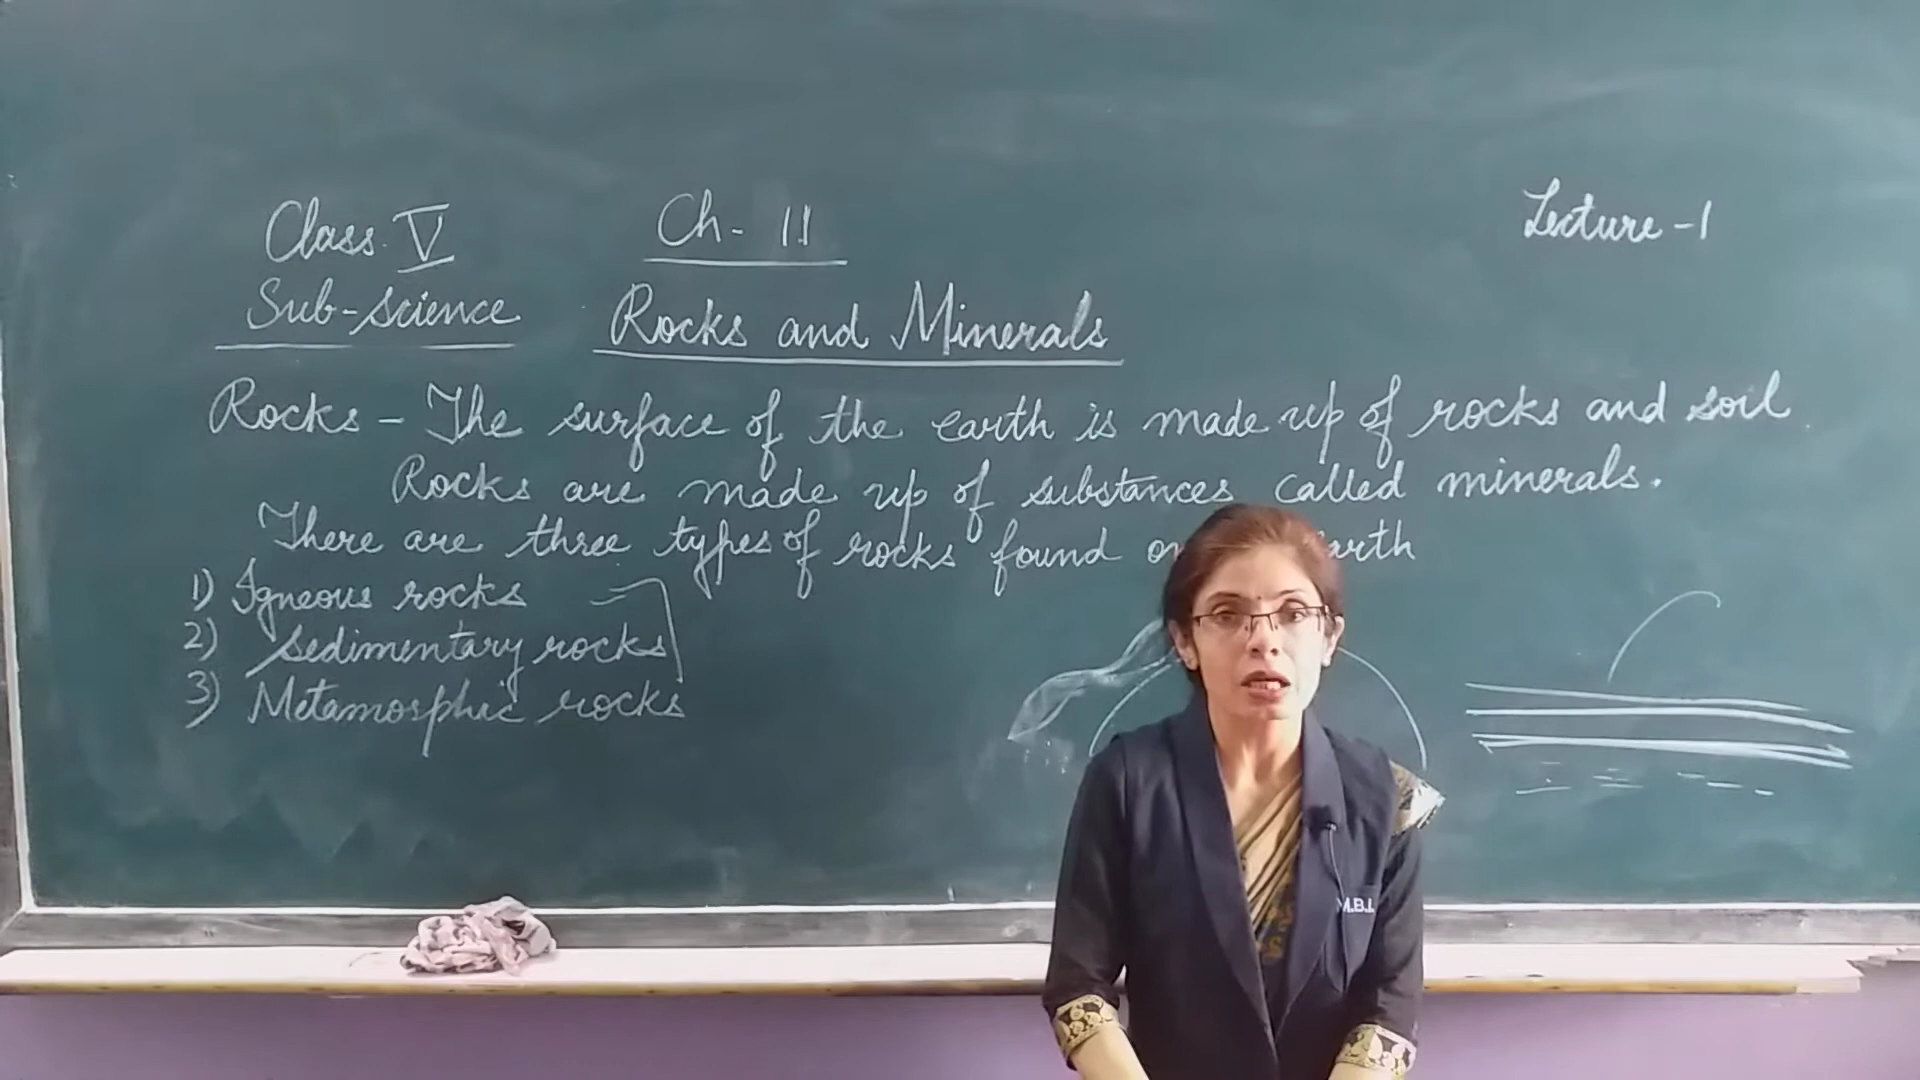 Class V
Ch- 11
Lecture-1
Sub-science
Rocks and Minerals
Rocks - The surface of the earth is made up of rocks and soil
Rocks are made up of substances called minerals.
There are three types of rocks found
1) Igneous rocks
2) Sedimentary rocks
3) Metamorphic rocks
M.B.I.